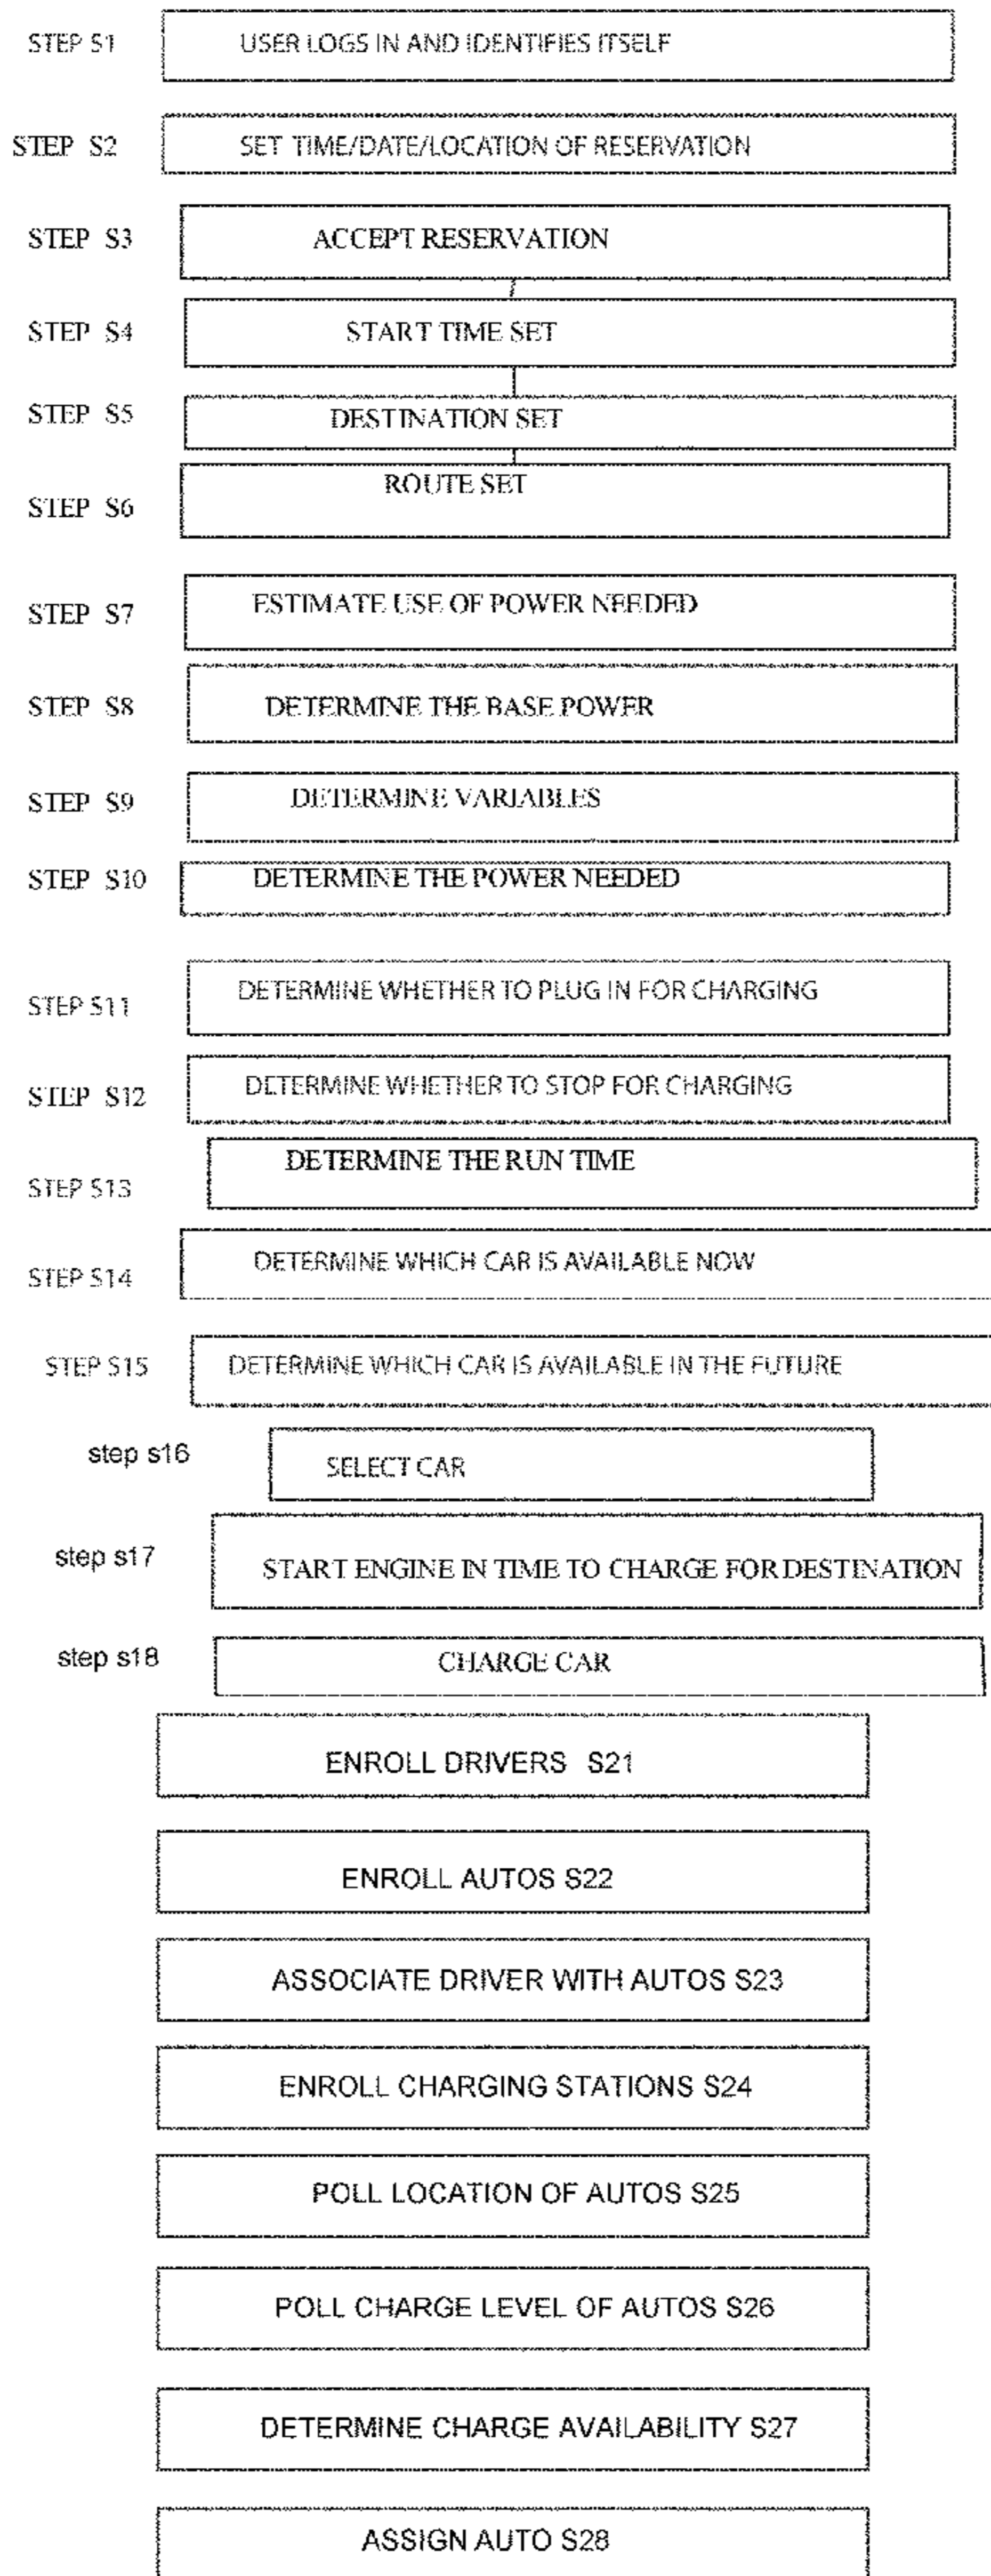 STEP S1 USER LOGS IN AND IDENTIFIES ITSELF
STEP S2 SET TIME/DATE/LOCATION OF RESERVATION
STEP S3 ACCEPT RESERVATION
STEP S4 START TIME SET
STEP S5 DESTINATION SET
STEP S6 ROUTE SET
STEP S7 ESTIMATE USE OF POWER NEEDED
STEP S8 DETERMINE THE BASE POWER
STEP S9 DETERMINE VARIABLES
STEP S10 DETERMINE THE POWER NEEDED
STEP S11 DETERMINE WHETHER TO PLUG IN FOR CHARGING
STEP S12 DETERMINE WHETHER TO STOP FOR CHARGING
STEP S13 DETERMINE THE RUN TIME
STEP S14 DETERMINE WHICH CAR IS AVAILABLE NOW
STEP S15 DETERMINE WHICH CAR IS AVAILABLE IN THE FUTURE
step s16 SELECT CAR
step s17 START ENGINE IN TIME TO CHARGE FOR DESTINATION
step s18 CHARGE CAR
ENROLL DRIVERS S21
ENROLL AUTOS S22
ASSOCIATE DRIVER WITH AUTOS S23
ENROLL CHARGING STATIONS S24
POLL LOCATION OF AUTOS S25
POLL CHARGE LEVEL OF AUTOS S26
DETERMINE CHARGE AVAILABILITY S27
ASSIGN AUTO S28